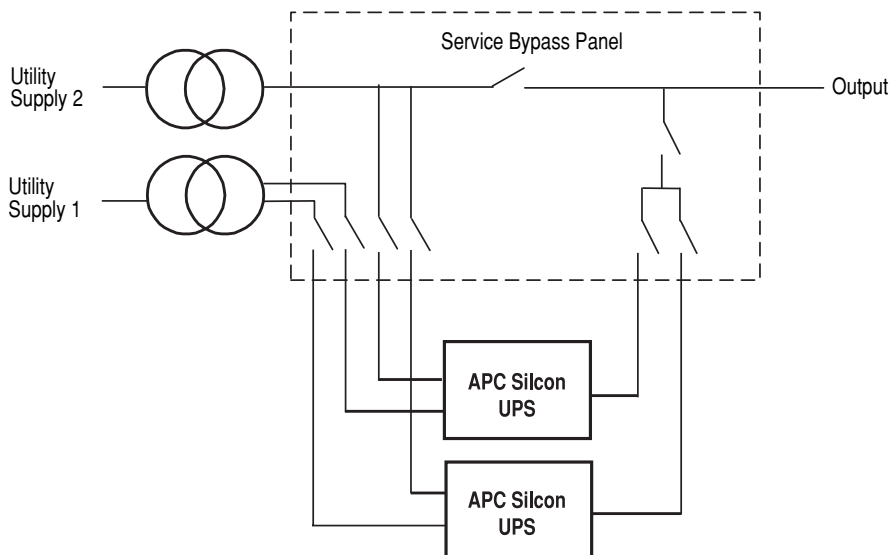 Service Bypass Panel
Utility
Supply 2
Output
Utility
Supply 1
APC Silcon
UPS
APC Silcon
UPS